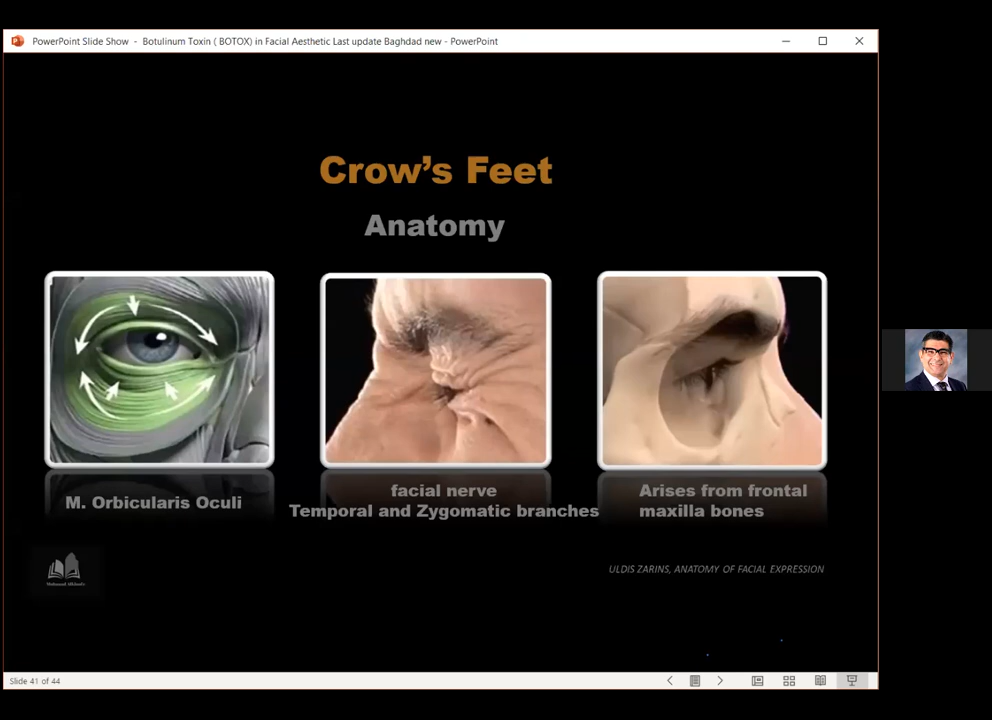 PowerPoint Slide Show - Botulinum Toxin ( BOTOX) in Facial Aesthetic Last update Baghdad new - PowerPoint
Crow's Feet
Anatomy
M. Orbicularis Oculi
facial nerve
Temporal and Zygomatic branches
Arises from frontal
maxilla bones
ULDIS ZARINS, ANATOMY OF FACIAL EXPRESSION
Slide 41 of 44